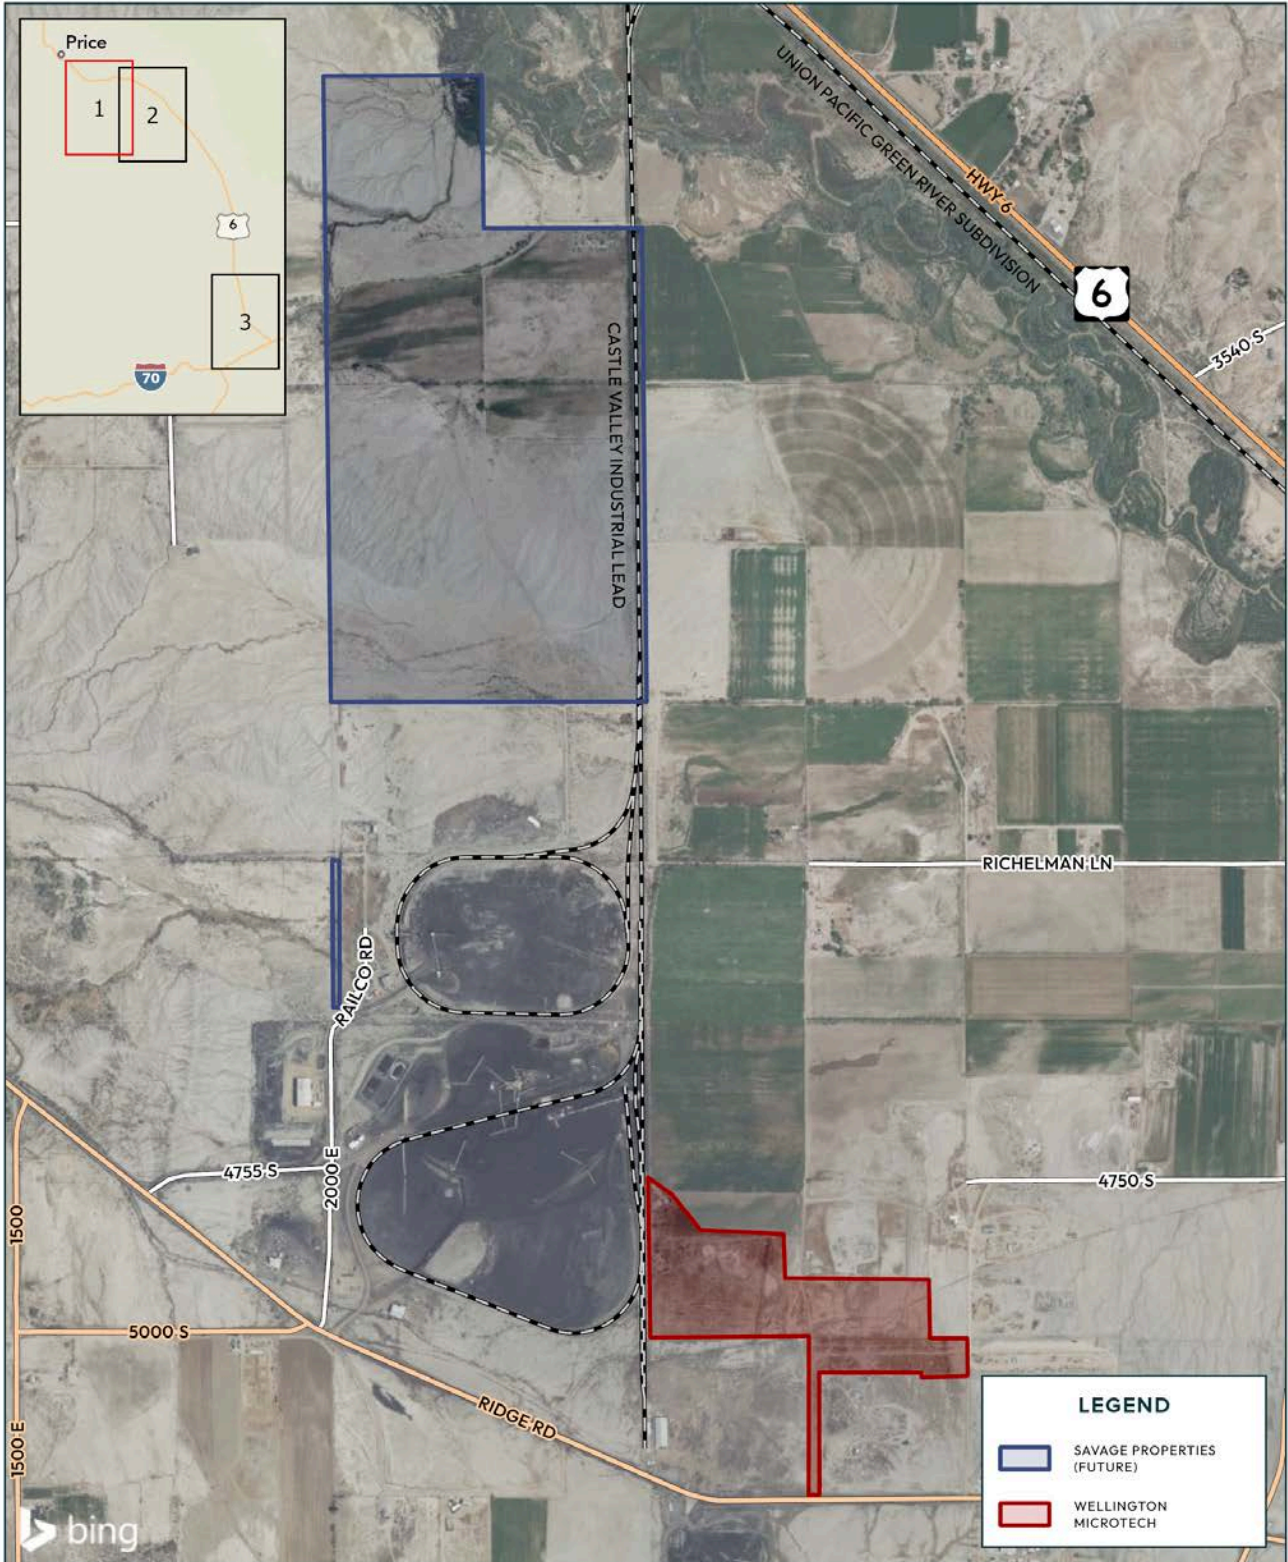 Price
1
2
6
3
70
UNION PACIFIC GREEN RIVER SUBDIVISION
HWY 6
6
3540 S
CASTLE VALLEY INDUSTRIAL LEAD
RICHELMAN LN
RAILCO RD
4755 S
2000 E
4750 S
1500
5000 S
1500 E
RIDGE RD
LEGEND
SAVAGE PROPERTIES
(FUTURE)
WELLINGTON
MICROTECH
bing